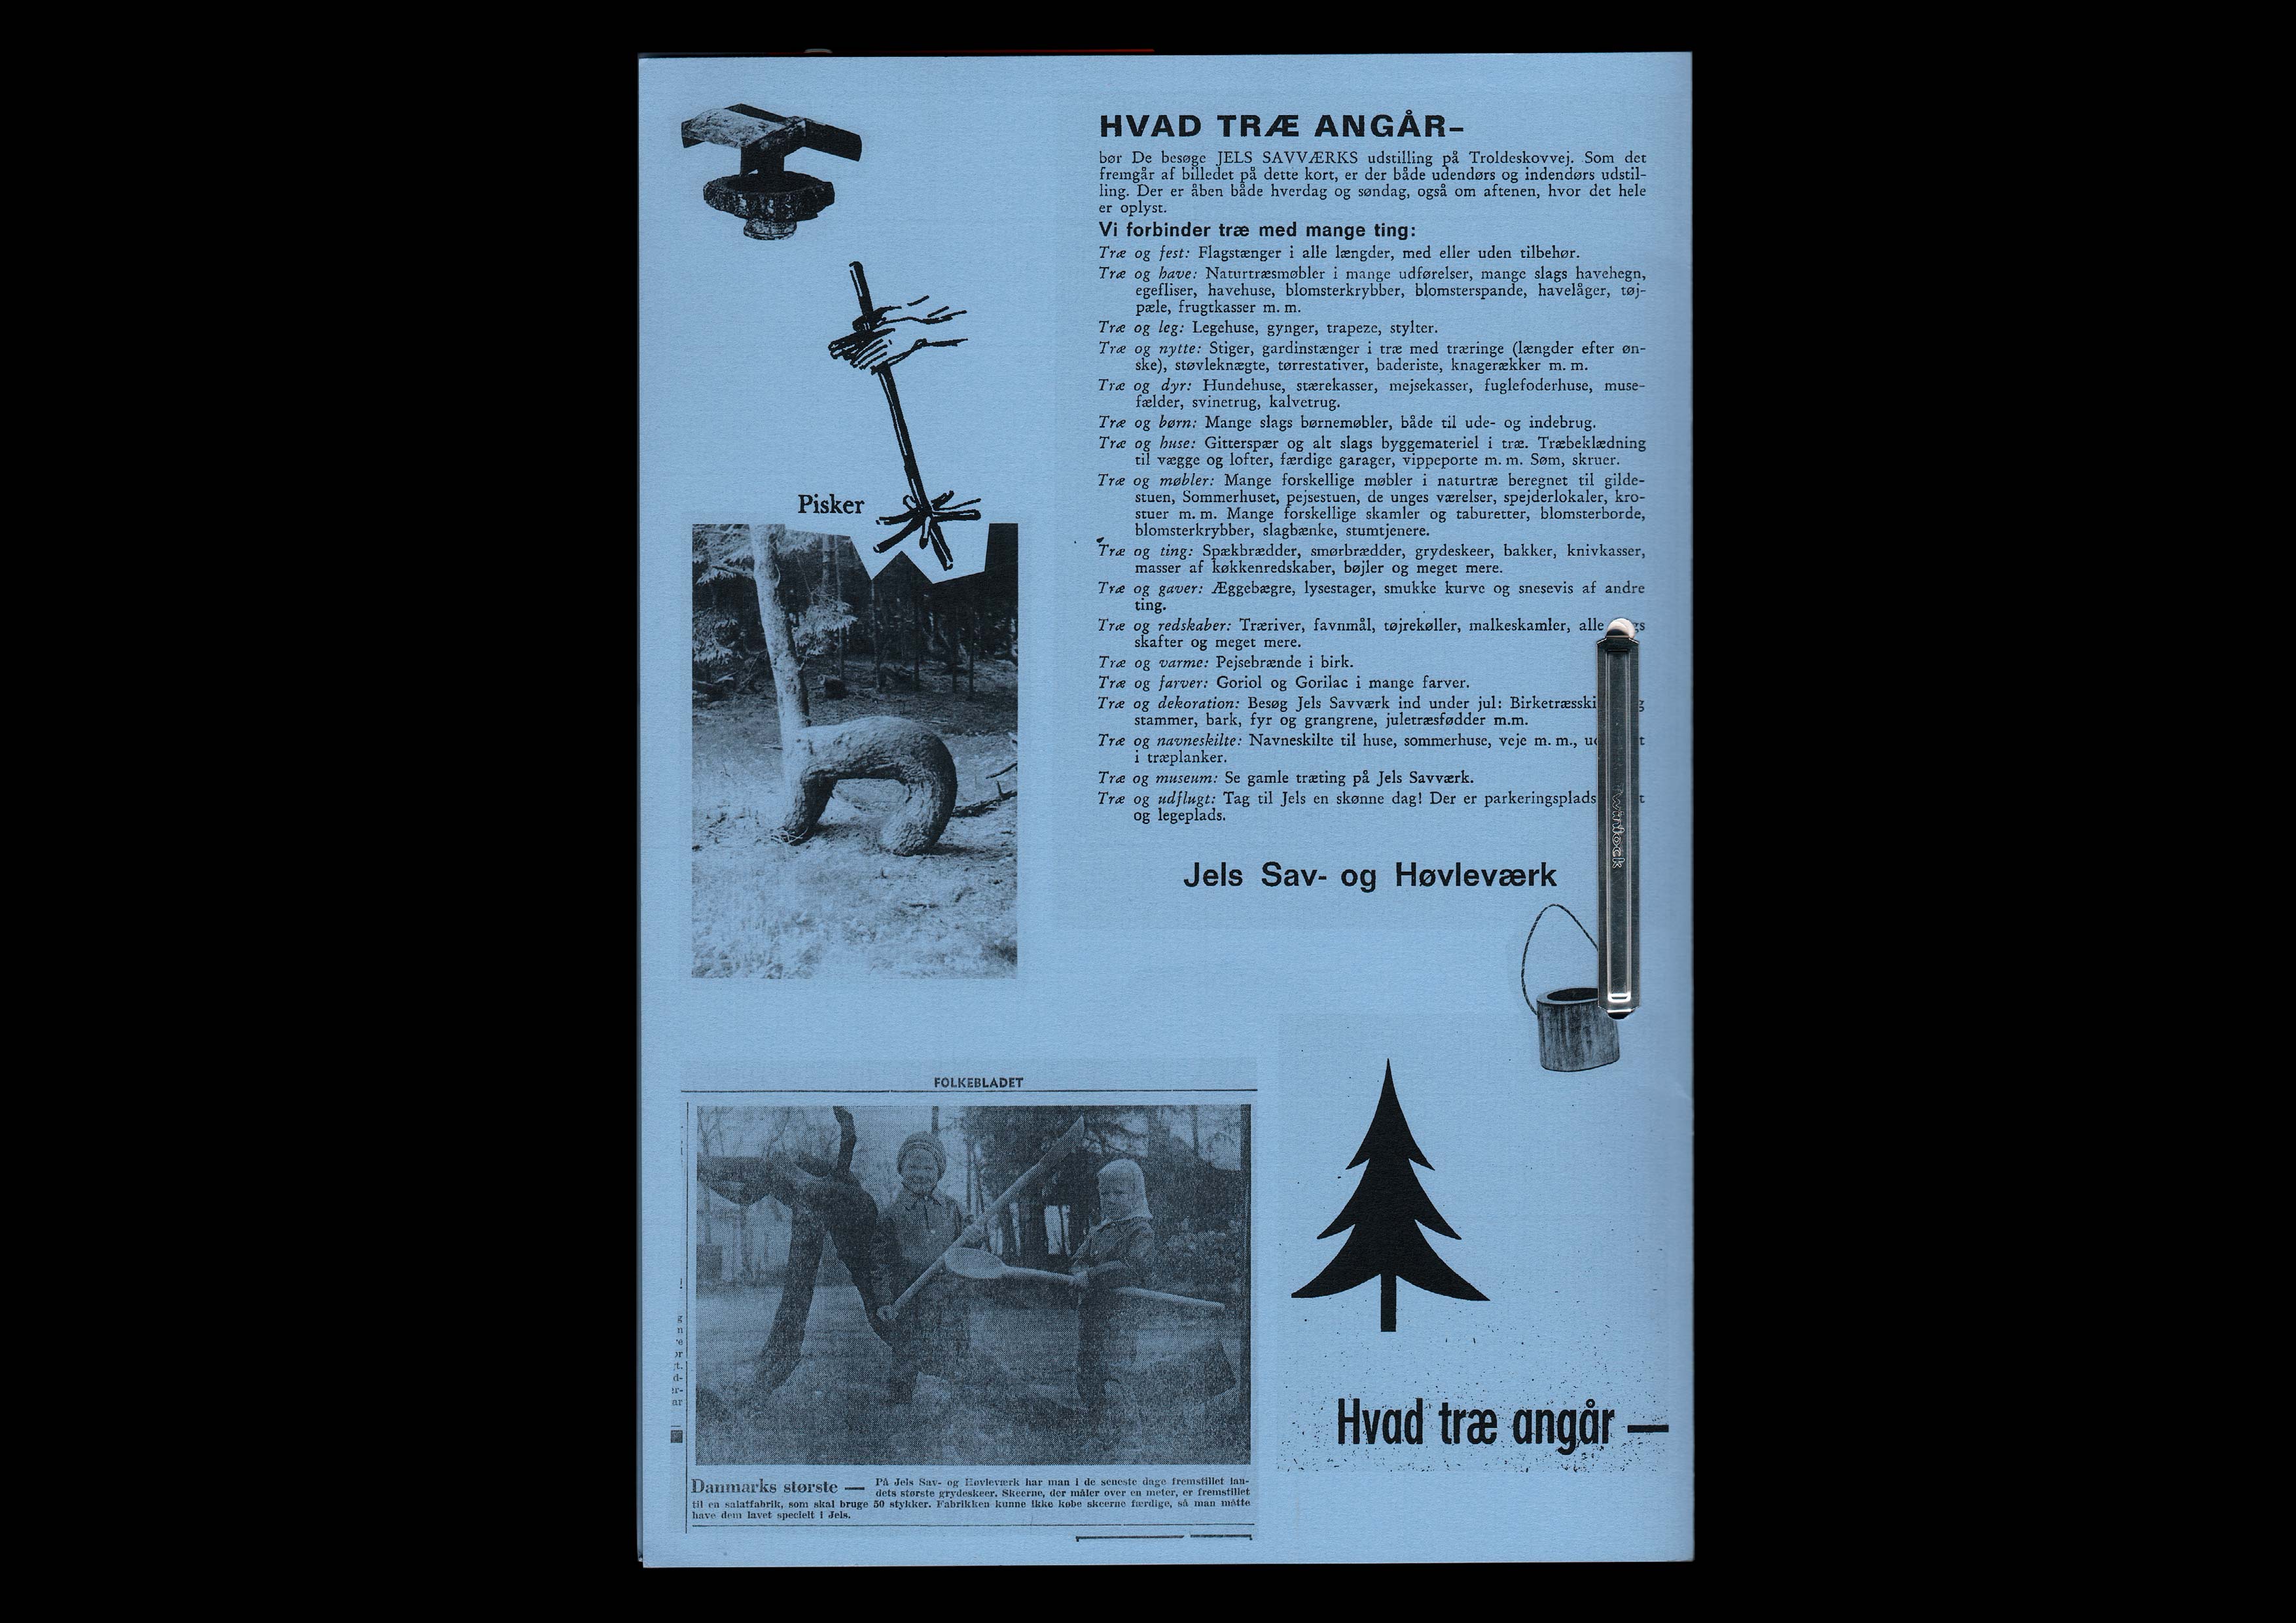 HVAD TRÆ ANGÅR–
bør De besøge JELS SAVVÆRKS udstilling på Troldeskovvej. Som det
fremgår af billedet på dette kort, er der både udendørs og indendørs udstil-
ling. Der er åben både hverdag og søndag, også om aftenen, hvor det hele
er oplyst.
Vi forbinder træ med mange ting:
Træ og fest: Flagstænger i alle længder, med eller uden tilbehør.
Træ og have: Naturtræsmøbler i mange udførelser, mange slags havehegn,
egefliser, havehuse, blomsterkrybber, blomsterspande, havelåger, tøj-
pæle, frugtkasser m. m.
Træ og leg: Legehuse, gynger, trapeze, stylter.
Træ og nytte: Stiger, gardinstænger i træ med træringe (længder efter øn-
ske), støvleknægte, tørrestativer, baderiste, knagerækker m. m.
Træ og dyr: Hundehuse, stærekasser, mejsekasser, fuglefoderhuse, muse-
fælder, svinetrug, kalvetrug.
Træ og børn: Mange slags børnemøbler, både til ude- og indebrug.
Træ og huse: Gitterspær og alt slags byggemateriel i træ. Træbeklædning
til vægge og lofter, færdige garager, vippeporte m. m. Søm, skruer.
Træ og møbler: Mange forskellige møbler i naturtræ beregnet til gilde-
stuen, Sommerhuset, pejsestuen, de unges værelser, spejderlokaler, kro-
stuer m. m. Mange forskellige skamler og taburetter, blomsterborde,
blomsterkrybber, slagbænke, stumtjenere.
Træ og ting: Spækbrædder, smørbrædder, grydeskeer, bakker, knivkasser,
masser af køkkenredskaber, bøjler og meget mere.
Træ og gaver: Æggebægre, lysestager, smukke kurve og snesevis af andre
ting.
Træ og redskaber: Træriver, favnmål, tøjrekøller, malkeskamler, alle
skafter og meget mere.
Træ og varme: Pejsebrænde i birk.
Træ og farver: Goriol og Gorilac i mange farver.
Træ og dekoration: Besøg Jels Savværk ind under jul:
stammer, bark, fyr og grangrene, juletræsfødder m.m.
Træ og navneskilte: Navneskilte til huse, sommerhuse, veje m. m.,
i træplanker.
Træ og museum: Se gamle træting på Jels Savværk.
Træ og udflugt: Tag til Jels en skønne dag! Der er parkeringsplads
og legeplads.
Jels Sav- og Høvleværk
Pisker
Twinlock
FOLKEBLADET
Danmarks største — På Jels Sav- og Høvleværk har man i de seneste dage fremstillet lan-
dets største grydeskeer. Skeerne, der måler over en meter, er fremstillet
til en salatfabrik, som skal bruge 50 stykker. Fabrikken kunne ikke købe skeerne færdige, så man måtte
have dem lavet specielt i Jels.
Hvad træ angår —